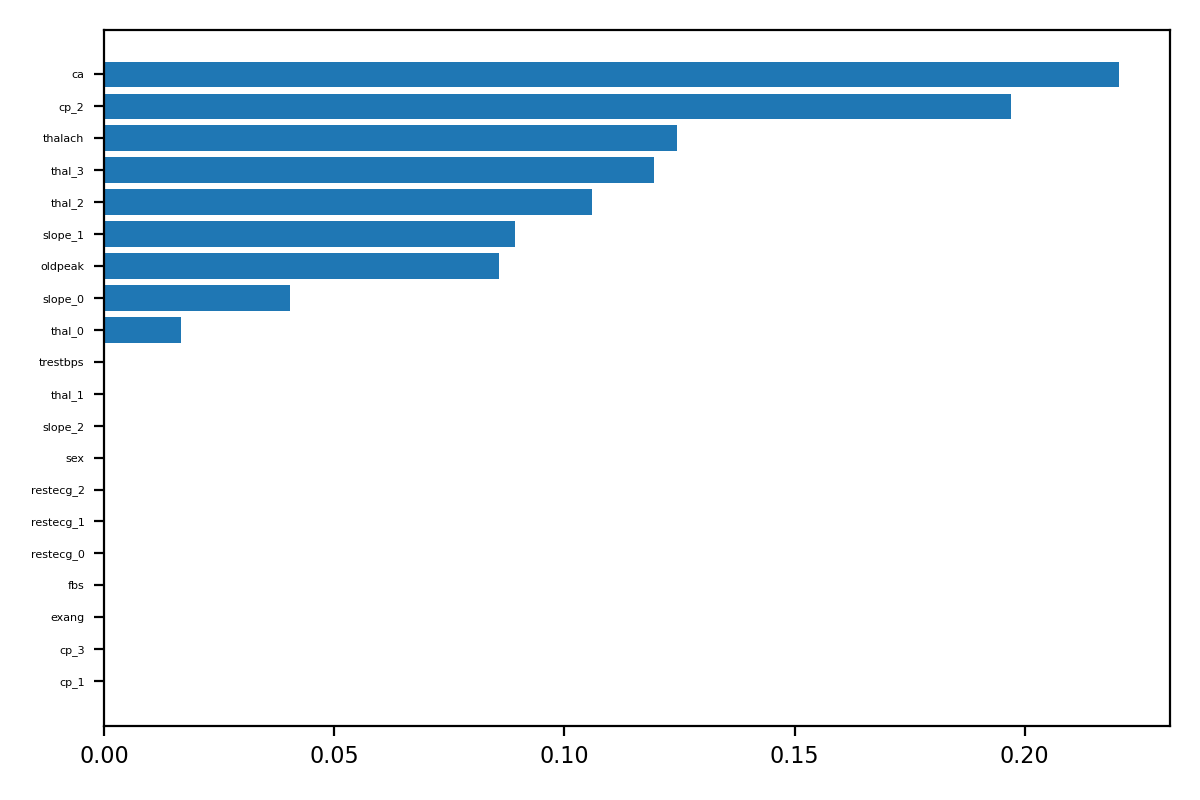 ca
cp_2
thalach
thal_3
thal_2
slope_1
oldpeak
slope_0
thal_0
trestbps
thal_1
slope_2
sex
restecg_2
restecg_1
restecg_0
fbs
exang
cp_3
cp_1
0.00 0.05 0.10 0.15 0.20